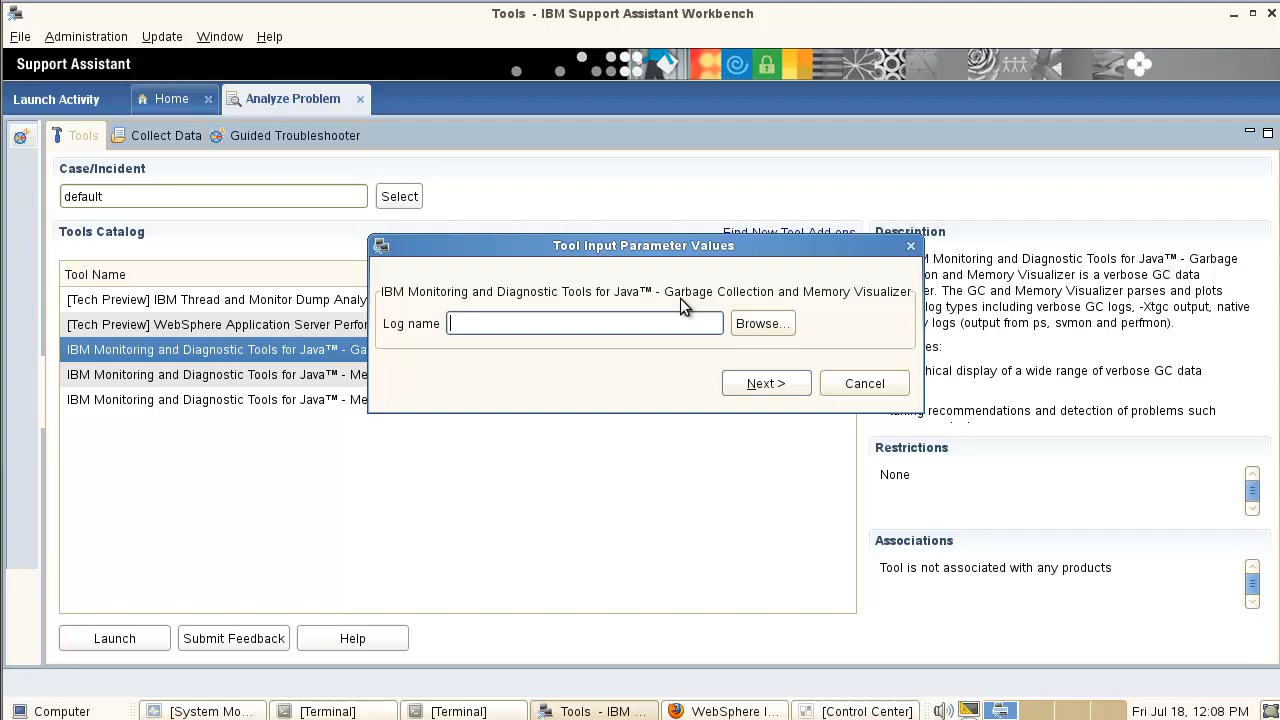 Tools - IBM Support Assistant Workbench
File Administration Update Window Help
Support Assistant
Launch Activity Home Analyze Problem
Tools Collect Data Guided Troubleshooter
Case/Incident
default Select
Tools Catalog Find New Tool Add-ons Description
Tool Input Parameter Values
Tool Name
[Tech Preview] IBM Thread and Monitor Dump Analy
[Tech Preview] WebSphere Application Server Perfor
IBM Monitoring and Diagnostic Tools for Java™ - Ga
IBM Monitoring and Diagnostic Tools for Java™ - Me
IBM Monitoring and Diagnostic Tools for Java™ - Me
IBM Monitoring and Diagnostic Tools for Java™ - Garbage Collection and Memory Visualizer
Log name Browse...
Next > Cancel
M Monitoring and Diagnostic Tools for Java™ - Garbage
on and Memory Visualizer is a verbose GC data
er. The GC and Memory Visualizer parses and plots
log types including verbose GC logs, -Xtgc output, native
y logs (output from ps, svmon and perfmon).
es:
hical display of a wide range of verbose GC data
tuning recommendations and detection of problems such
Restrictions
None
Associations
Tool is not associated with any products
Launch Submit Feedback Help
Computer [System Mo... [Terminal] [Terminal] Tools - IBM ... WebSphere I... [Control Center] Fri Jul 18, 12:08 PM